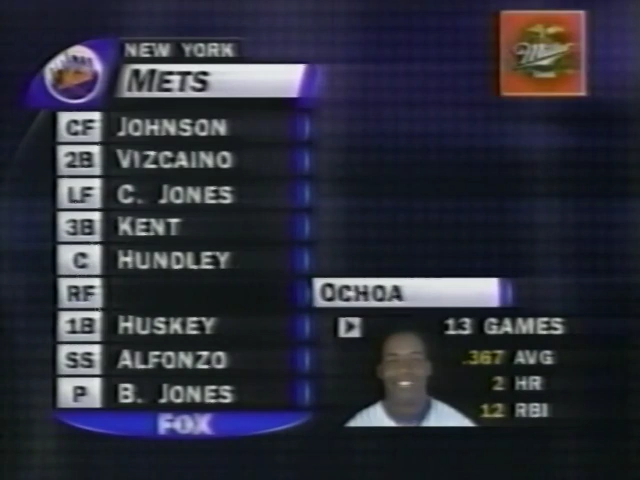 NEW YORK
METS
Miller
CF JOHNSON
2B VIZCAINO
LF C. JONES
3B KENT
C HUNDLEY
RF
OCHOA
1B HUSKEY
13 GAMES
SS ALFONZO
.367 AVG
2 HR
P B. JONES
12 RBI
FOX